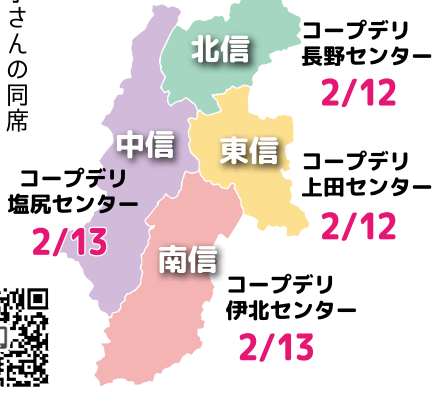 さんの同席
北信
コープデリ
長野センター
2/12
中信
東信
コープデリ
塩尻センター
2/13
コープデリ
上田センター
2/12
南信
コープデリ
伊北センター
2/13